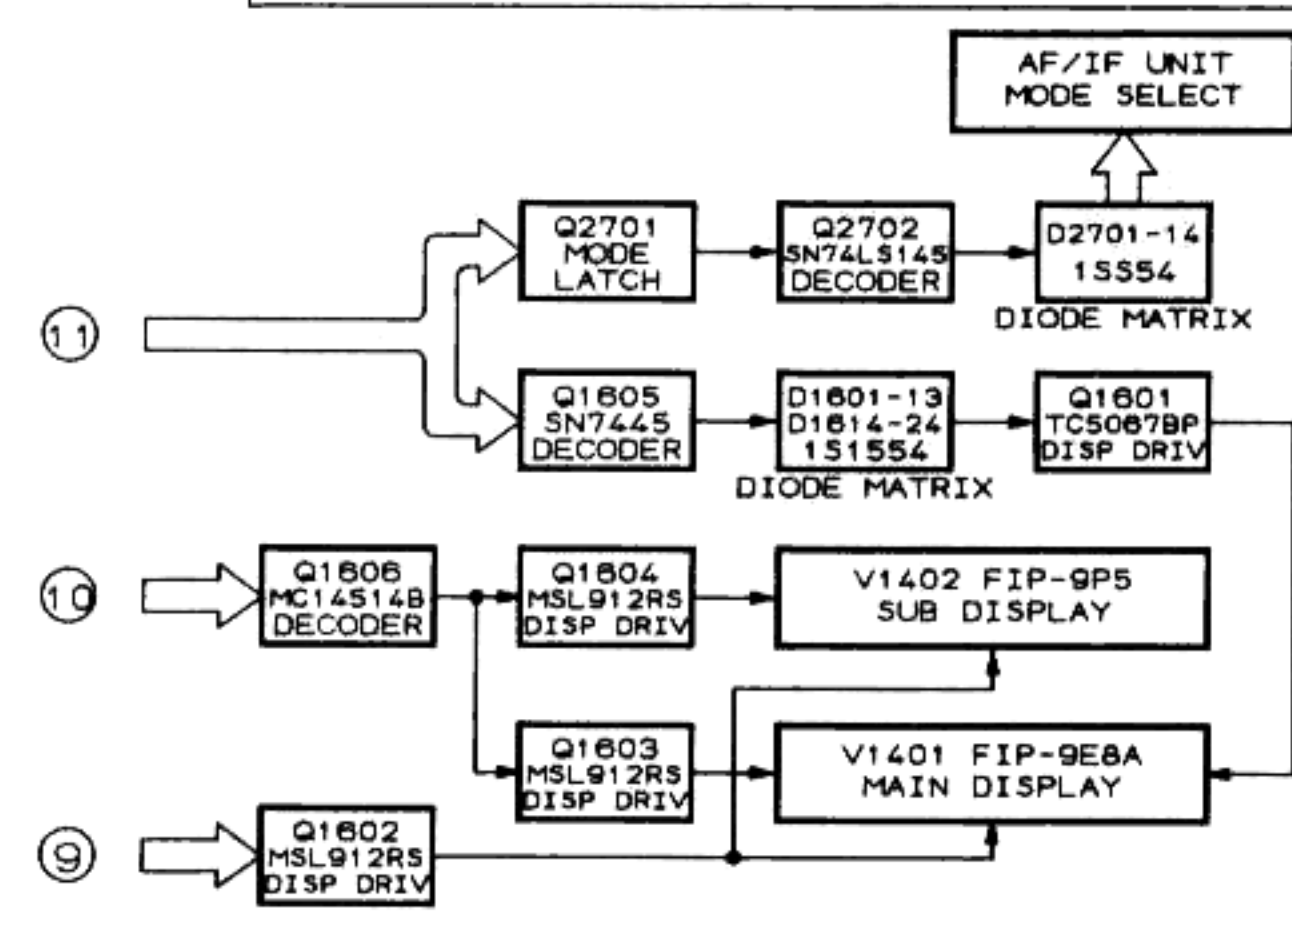 AF/IF UNIT
MODE SELECT
Q2701
MODE
LATCH
Q2702
SN74LS145
DECODER
D2701-14
1SS54
DIODE MATRIX
11
Q1605
SN7445
DECODER
D1601-13
D1614-24
1S1554
DIODE MATRIX
Q1601
TC5067BP
DISP DRIV
10
Q1606
MC14514B
DECODER
Q1604
MSL912RS
DISP DRIV
V1402 FIP-9P5
SUB DISPLAY
Q1603
MSL912RS
DISP DRIV
V1401 FIP-9E8A
MAIN DISPLAY
9
Q1602
MSL912RS
DISP DRIV